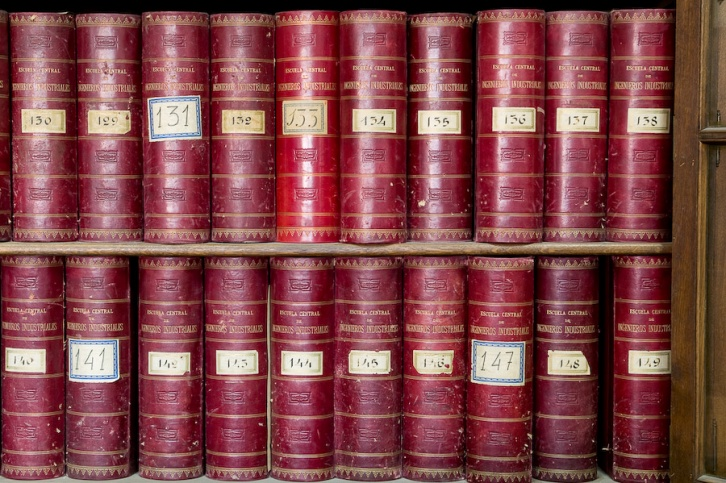 ESCUELA CENTRAL
DE
INGENIEROS INDUSTRIALES
130
ESCUELA CENTRAL
DE
INGENIEROS INDUSTRIALES
129
ESCUELA CENTRAL
DE
INGENIEROS INDUSTRIALES
131
ESCUELA CENTRAL
DE
INGENIEROS INDUSTRIALES
132
ESCUELA CENTRAL
DE
INGENIEROS INDUSTRIALES
133
ESCUELA CENTRAL
DE
INGENIEROS INDUSTRIALES
134
ESCUELA CENTRAL
DE
INGENIEROS INDUSTRIALES
135
ESCUELA CENTRAL
DE
INGENIEROS INDUSTRIALES
136
ESCUELA CENTRAL
DE
INGENIEROS INDUSTRIALES
137
ESCUELA CENTRAL
DE
INGENIEROS INDUSTRIALES
138
ESCUELA CENTRAL
DE
INGENIEROS INDUSTRIALES
140
ESCUELA CENTRAL
DE
INGENIEROS INDUSTRIALES
141
ESCUELA CENTRAL
DE
INGENIEROS INDUSTRIALES
142
ESCUELA CENTRAL
DE
INGENIEROS INDUSTRIALES
143
ESCUELA CENTRAL
DE
INGENIEROS INDUSTRIALES
144
ESCUELA CENTRAL
DE
INGENIEROS INDUSTRIALES
145
ESCUELA CENTRAL
DE
INGENIEROS INDUSTRIALES
146
ESCUELA CENTRAL
DE
INGENIEROS INDUSTRIALES
147
ESCUELA CENTRAL
DE
INGENIEROS INDUSTRIALES
148
ESCUELA CENTRAL
DE
INGENIEROS INDUSTRIALES
149